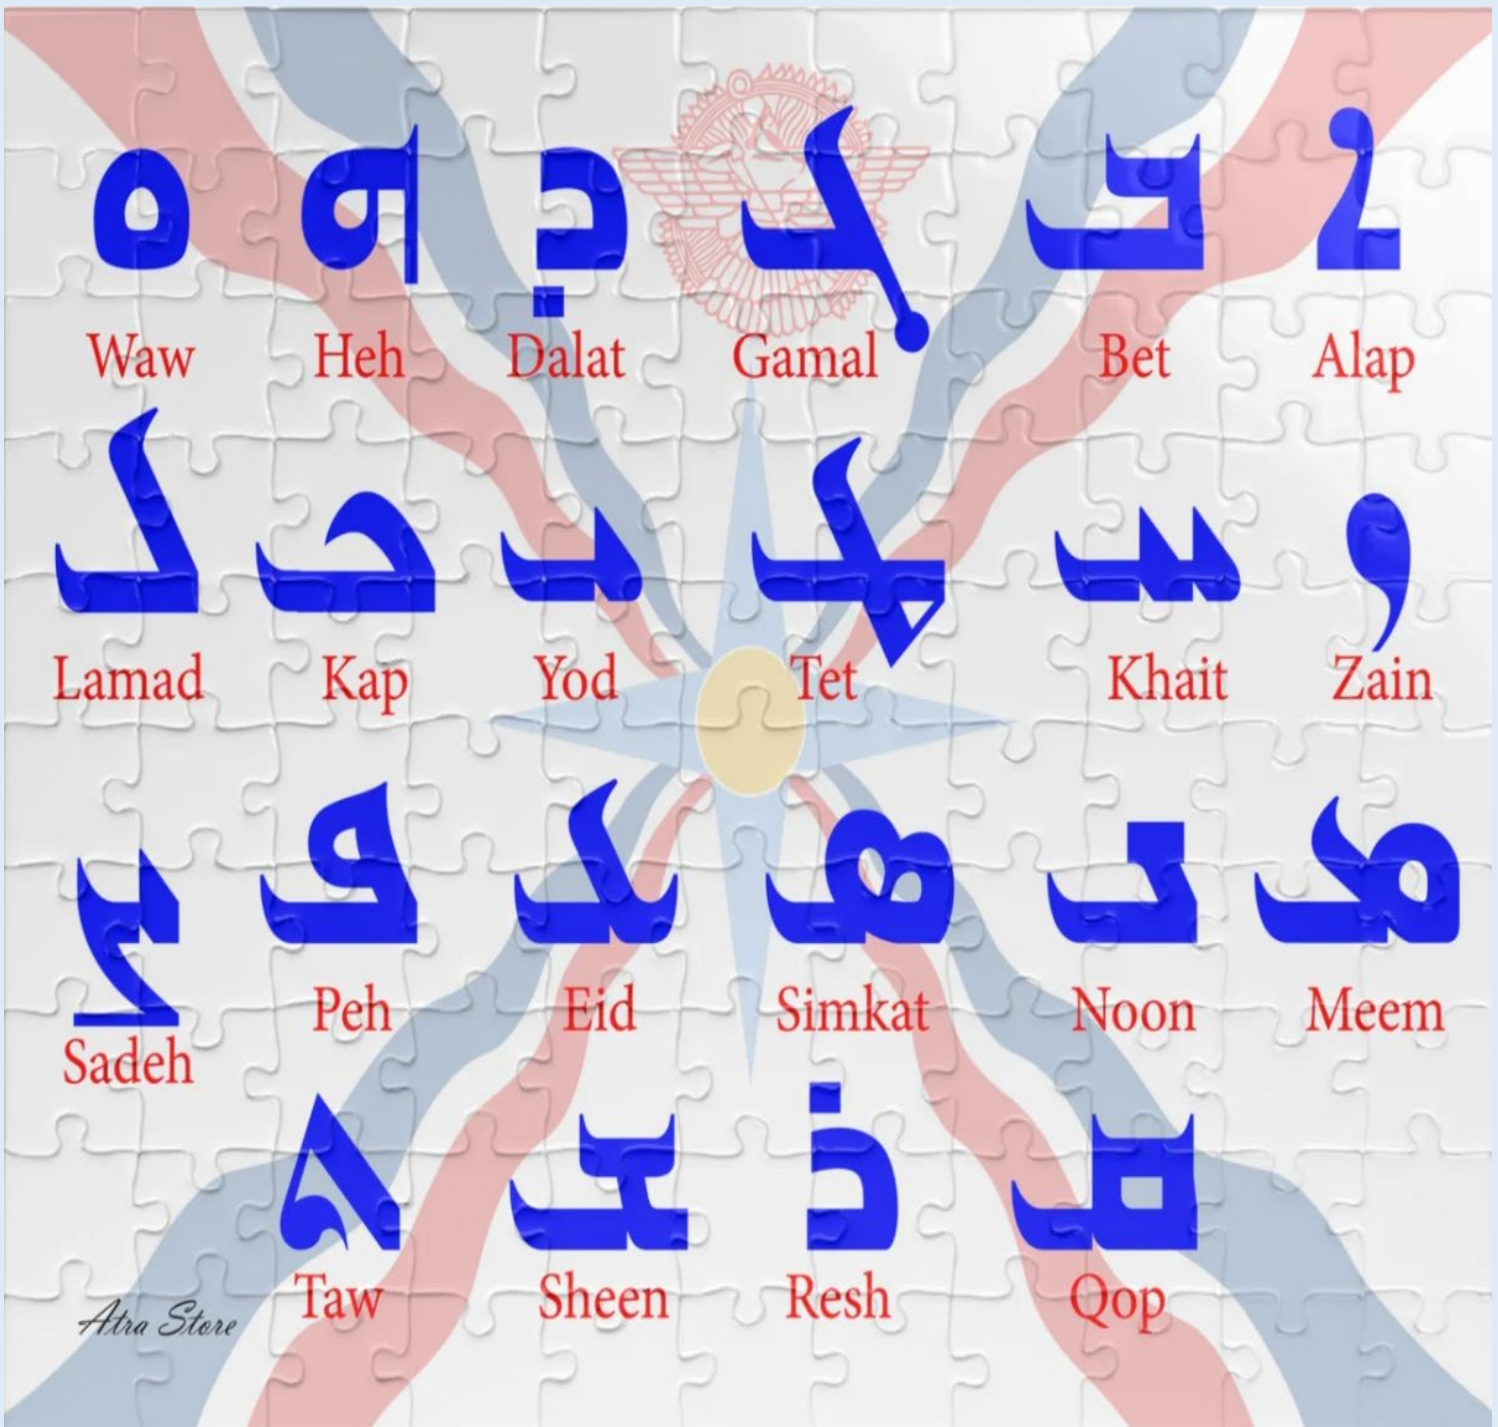 ܐ ܒ ܓ ܕ ܗ ܘ
Alap Bet Gamal Dalat Heh Waw
ܙ ܚ ܛ ܝ ܟ ܠ
Zain Khait Tet Yod Kap Lamad
ܡ ܢ ܣ ܥ ܦ ܨ
Meem Noon Simkat Eid Peh Sadeh
ܩ ܪ ܫ ܬ
Qop Resh Sheen Taw
Atra Store